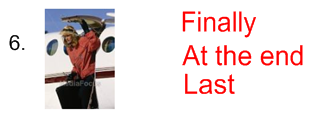 6.
Finally
At the end
Last